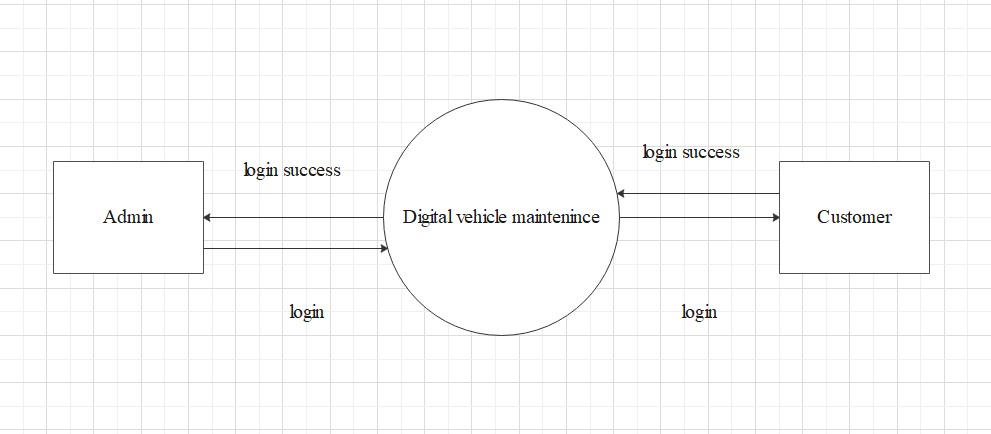 login success
login success
Admin
Digital vehicle maintenince
Customer
login
login